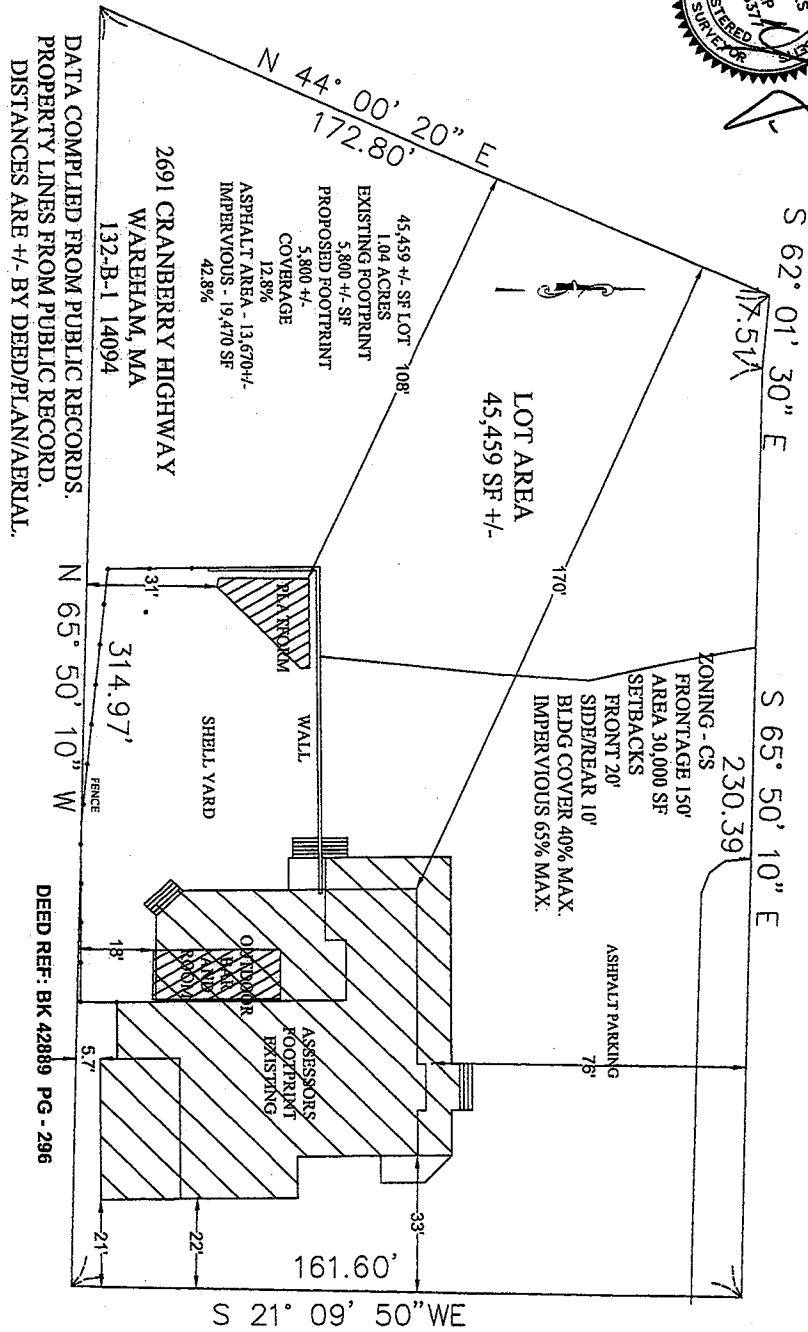 S 62° 01' 30" E
17.51'
S 65° 50' 10" E
230.39'
N 44° 00' 20" E
172.80'
ZONING - CS
FRONTAGE 150'
AREA 30,000 SF
SETBACKS
FRONT 20'
SIDE/REAR 10'
BLDG COVER 40% MAX.
IMPERVIOUS 65% MAX.
ASHPALT PARKING
76'
LOT AREA
45,459 SF +/-
170'
108'
45,459 +/- SF LOT
1.04 ACRES
EXISTING FOOTPRINT
5,800 +/- SF
PROPOSED FOOTPRINT
5,800 +/-
COVERAGE
12.8%
ASPHALT AREA - 13,670+/-
IMPERVIOUS - 19,470 SF
42.8%
2691 CRANBERRY HIGHWAY
WAREHAM, MA
132-B-1 14094
PLATFORM
31'
WALL
SHELL YARD
FENCE
OUTDOOR
BAR
AND
ROOM
18'
ASSESSORS
FOOTPRINT
EXISTING
5.7'
33'
22'
21'
161.60'
S 21° 09' 50"WE
314.97'
N 65° 50' 10" W
DATA COMPLIED FROM PUBLIC RECORDS.
PROPERTY LINES FROM PUBLIC RECORD.
DISTANCES ARE +/- BY DEED/PLAN/AERIAL.
DEED REF: BK 42889 PG - 296
SURVEYOR